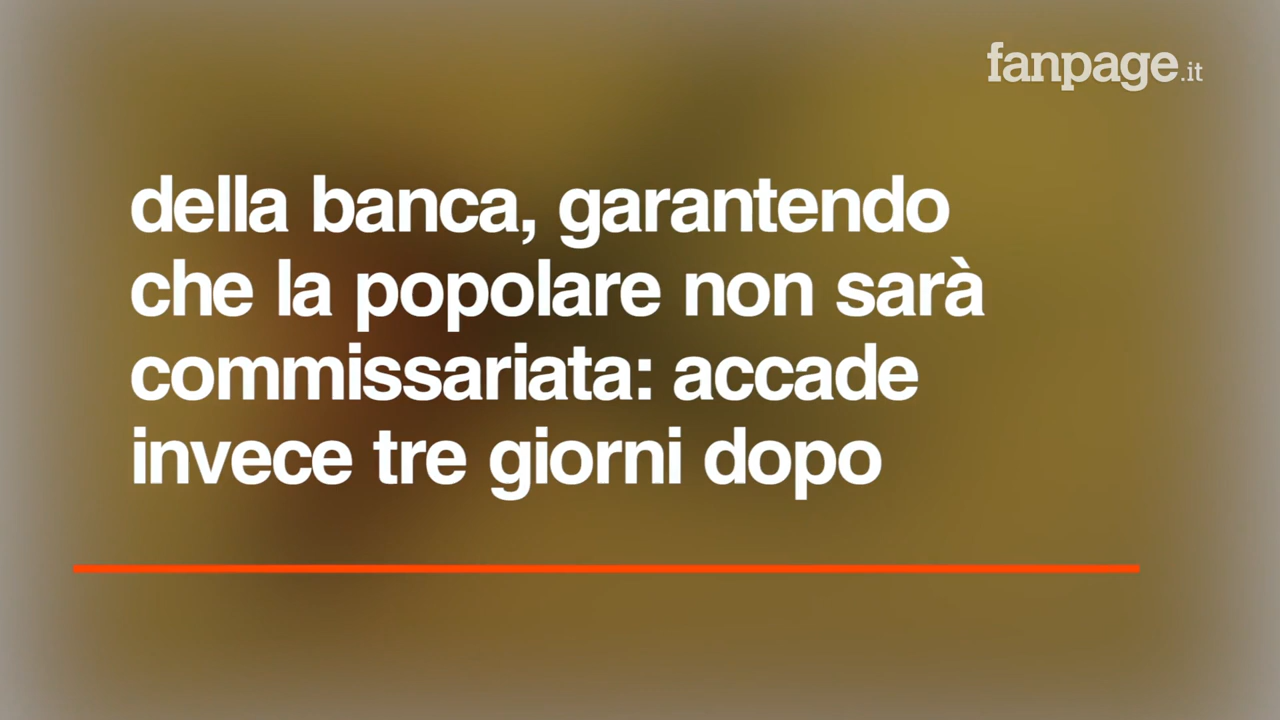 fanpage.it
della banca, garantendo
che la popolare non sarà
commissariata: accade
invece tre giorni dopo